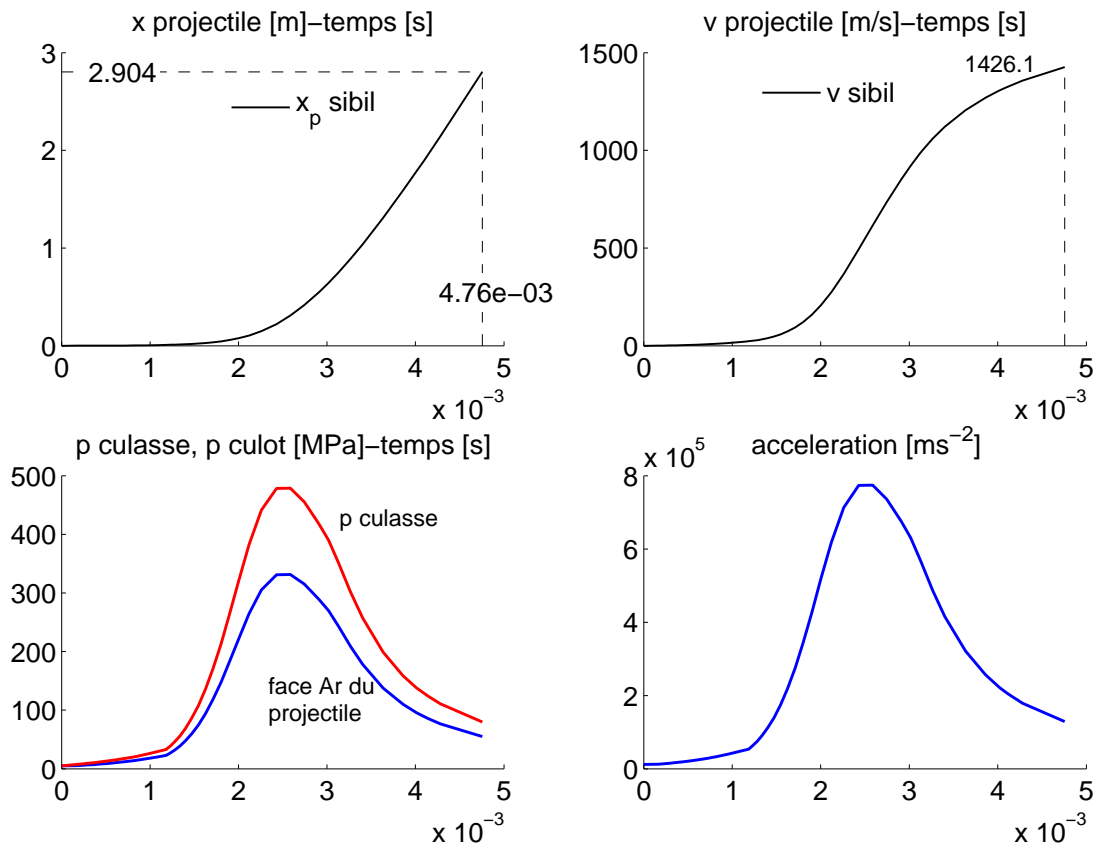 x projectile [m]−temps [s]
3
2
1
0
2.904
x_p sibil
4.76e−03
0 1 2 3 4 5
x 10^−3
v projectile [m/s]−temps [s]
1500
1000
500
0
1426.1
v sibil
0 1 2 3 4 5
x 10^−3
p culasse, p culot [MPa]−temps [s]
500
400
300
200
100
0
p culasse
face Ar du
projectile
0 1 2 3 4 5
x 10^−3
acceleration [ms^−2]
x 10^5
8
6
4
2
0
0 1 2 3 4 5
x 10^−3